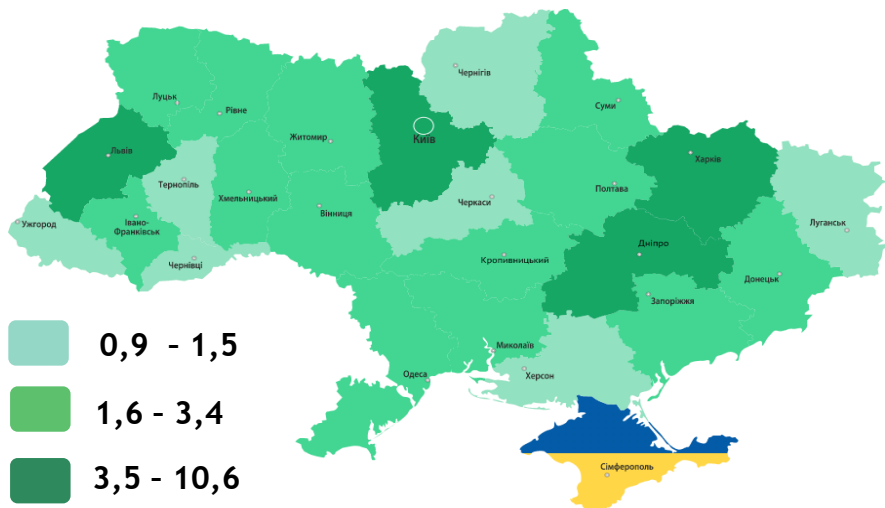 Чернігів
Луцьк
Рівне
Суми
Житомир
Київ
Львів
Харків
Тернопіль
Хмельницький
Вінниця
Черкаси
Полтава
Ужгород
Івано-
Франківськ
Луганськ
Чернівці
Кропивницький
Дніпро
Донецьк
Запоріжжя
0,9 – 1,5
Миколаїв
Одеса
Херсон
1,6 – 3,4
3,5 – 10,6
Сімферополь